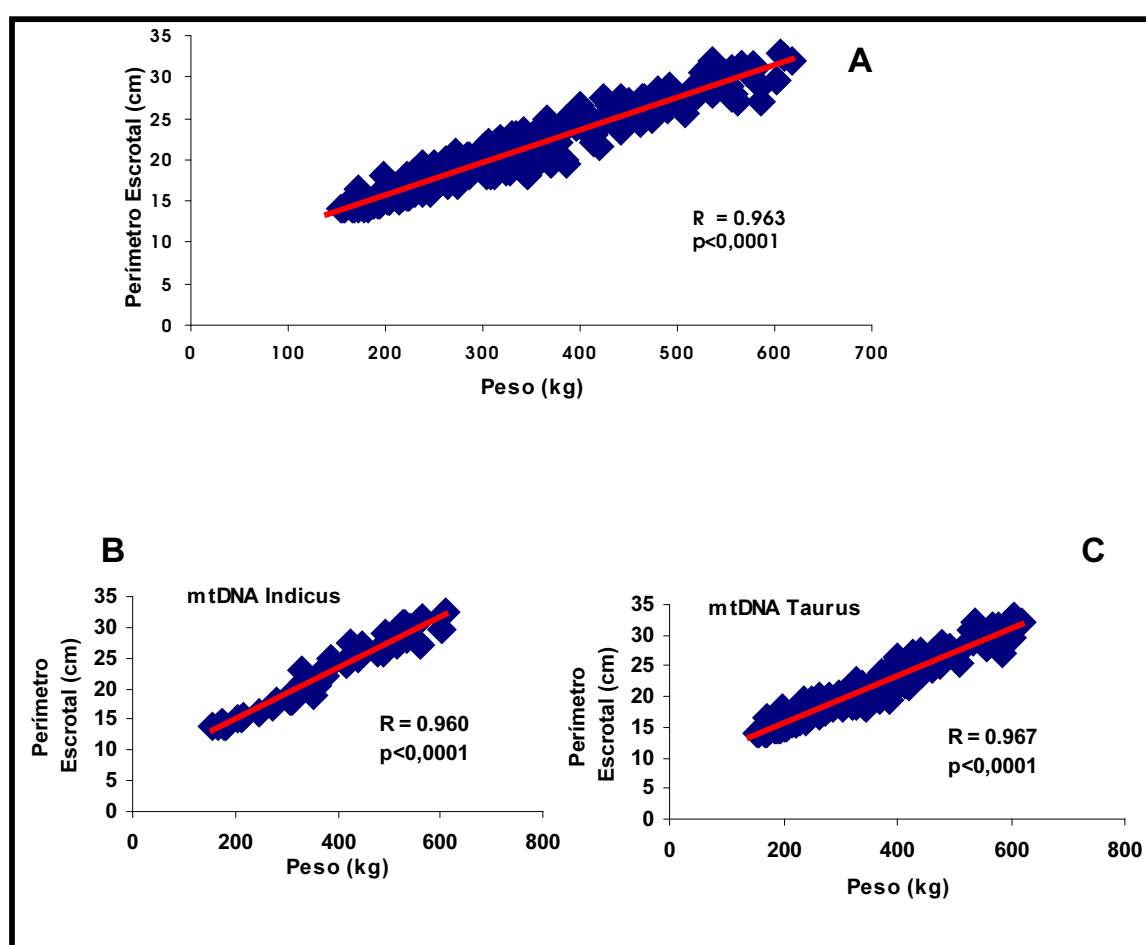 A
Perímetro Escrotal (cm)
35
30
25
20
15
10
5
0
R = 0.963
p<0,0001
0 100 200 300 400 500 600 700
Peso (kg)
B
mtDNA Indicus
Perímetro
Escrotal (cm)
35
30
25
20
15
10
5
0
R = 0.960
p<0,0001
0 200 400 600 800
Peso (kg)
C
mtDNA Taurus
Perímetro
Escrotal (cm)
35
30
25
20
15
10
5
0
R = 0.967
p<0,0001
0 200 400 600 800
Peso (kg)